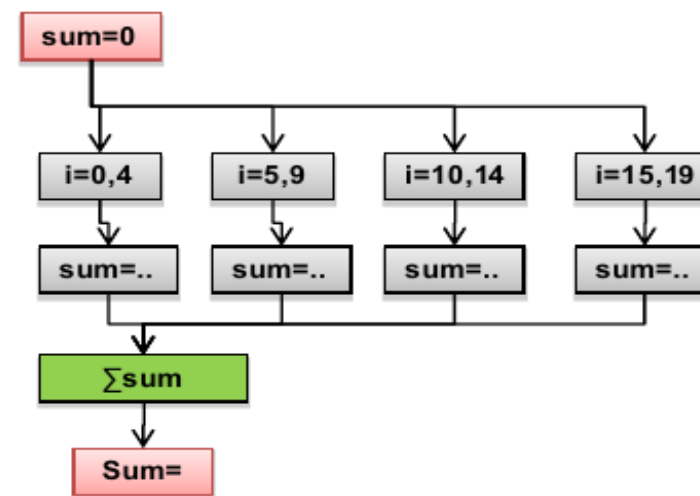 sum=0
i=0,4
i=5,9
i=10,14
i=15,19
sum=..
sum=..
sum=..
sum=..
∑sum
Sum=